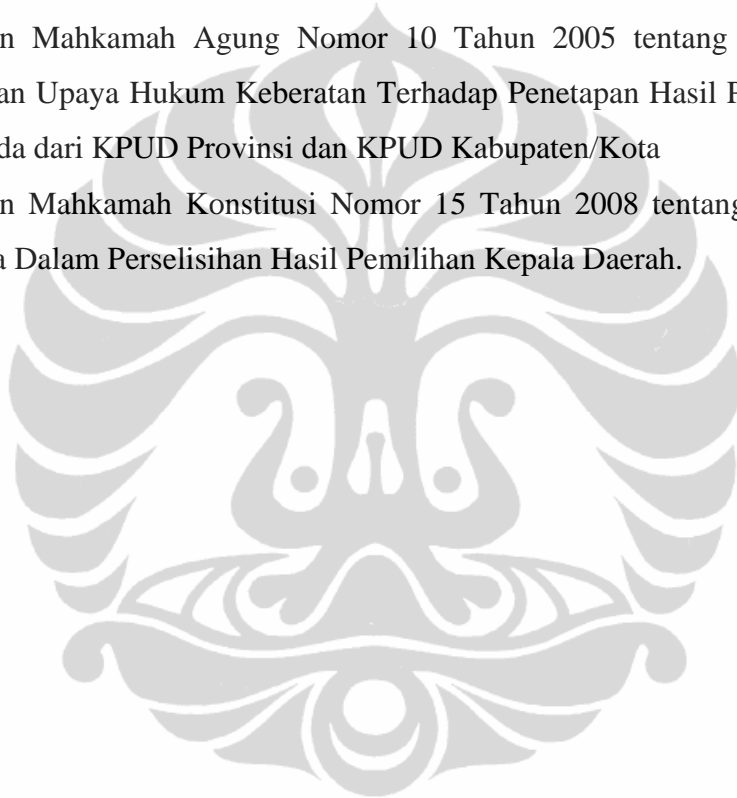 n Mahkamah Agung Nomor 10 Tahun 2005 tentang
an Upaya Hukum Keberatan Terhadap Penetapan Hasil P
da dari KPUD Provinsi dan KPUD Kabupaten/Kota
n Mahkamah Konstitusi Nomor 15 Tahun 2008 tentang
a Dalam Perselisihan Hasil Pemilihan Kepala Daerah.